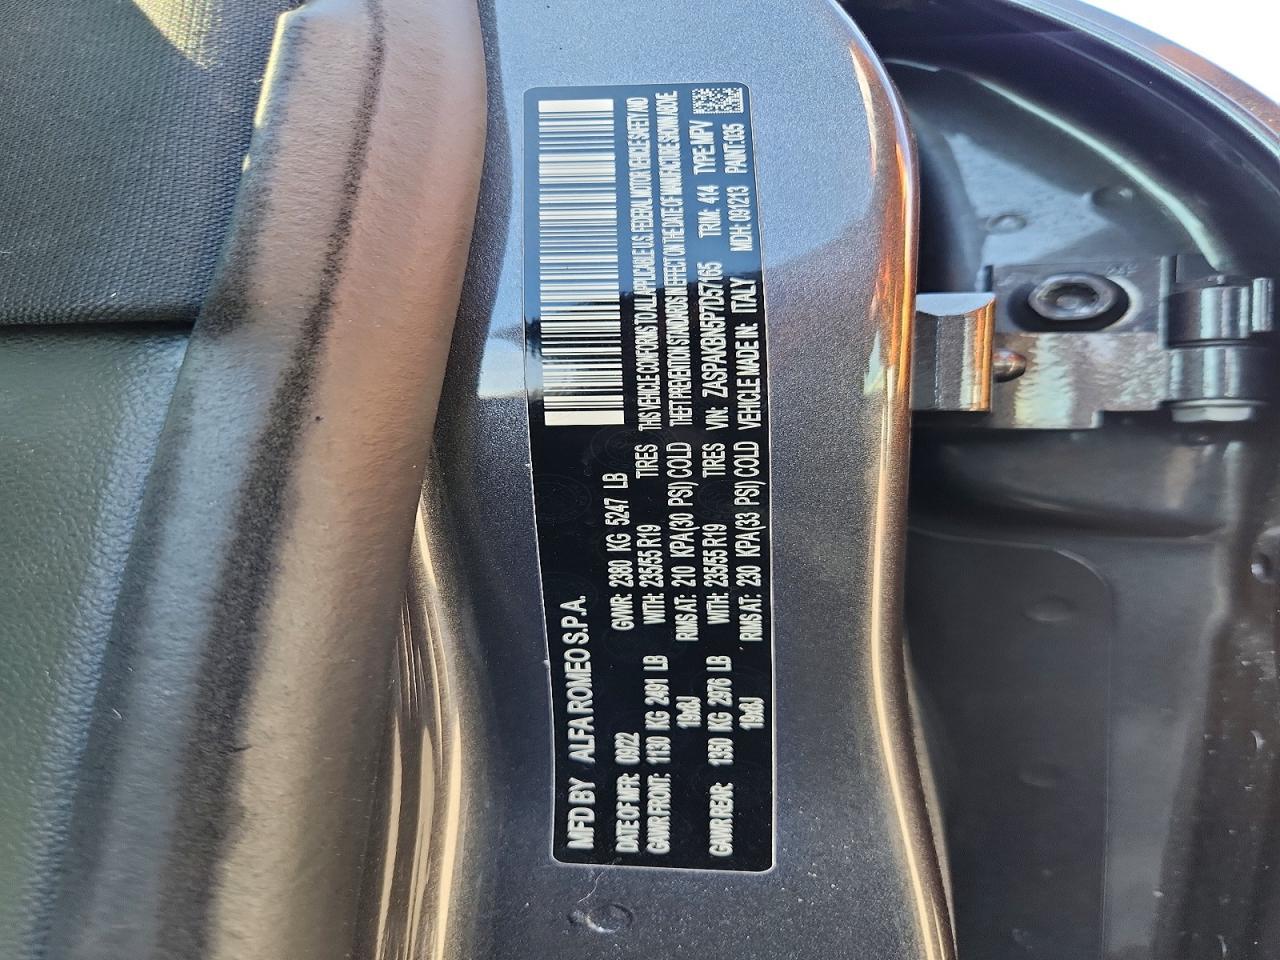 MFD BY ALFA ROMEO S.P.A.
DATE OF MFR: 09/22 GVWR: 2380 KG 5247 LB
GAWR FRONT: 1130 KG 2491 LB WITH: 235/55 R19 TIRES
19x8J RIMS AT: 210 KPA(30 PSI) COLD
GAWR REAR: 1350 KG 2976 LB WITH: 235/55 R19 TIRES
19x8J RIMS AT: 230 KPA(33 PSI) COLD
THIS VEHICLE CONFORMS TO ALL APPLICABLE U.S. FEDERAL MOTOR VEHICLE SAFETY AND
THEFT PREVENTION STANDARDS IN EFFECT ON THE DATE OF MANUFACTURE SHOWN ABOVE
VIN: ZASPAKBN5P7D57165 TRIM: 414 TYPE:MPV
VEHICLE MADE IN: ITALY MDH: 091213 PAINT:035